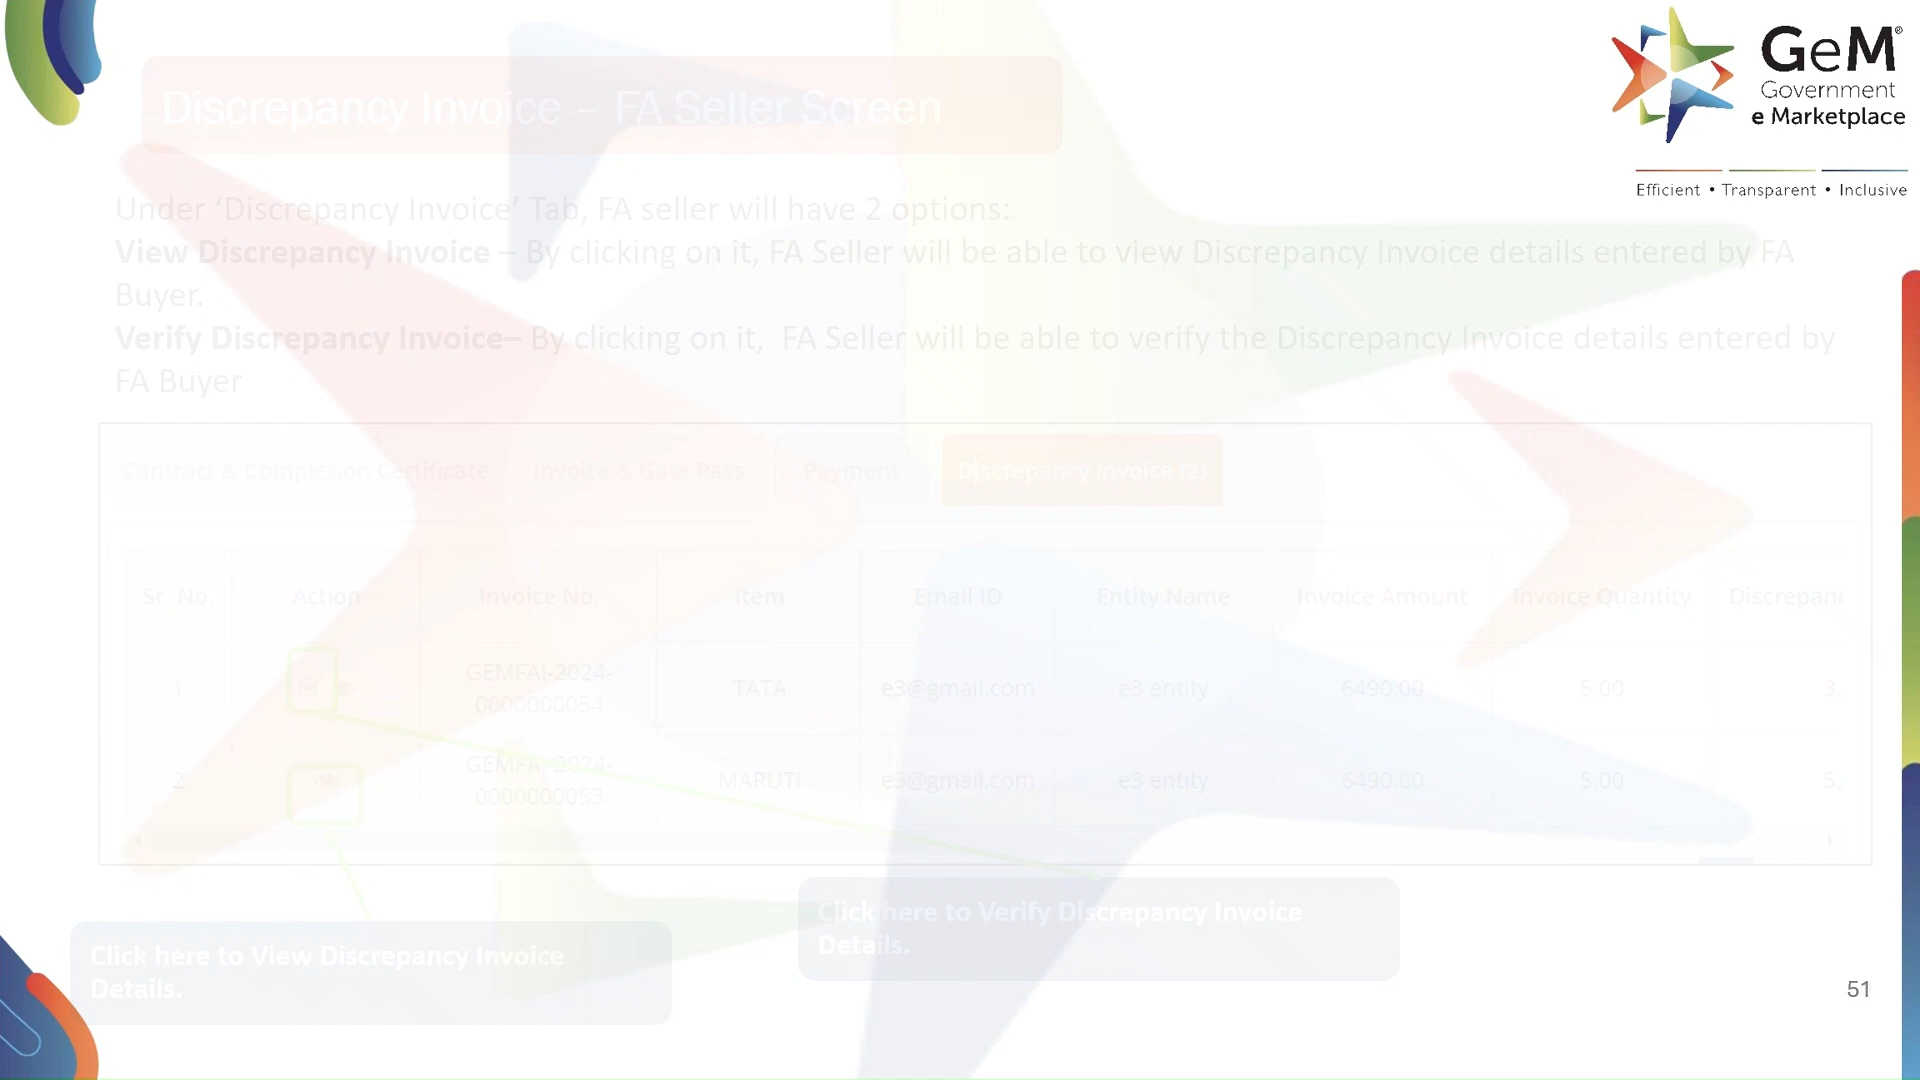 GeM®
Government
e Marketplace
Efficient • Transparent • Inclusive
Discrepancy Invoice – FA Seller Screen
Under ‘Discrepancy Invoice’ Tab, FA seller will have 2 options:
View Discrepancy Invoice – By clicking on it, FA Seller will be able to view Discrepancy Invoice details entered by FA
Buyer.
Verify Discrepancy Invoice– By clicking on it, FA Seller will be able to verify the Discrepancy Invoice details entered by
FA Buyer
Contract & Completion Certificate Invoice & Gate Pass Payment Discrepancy Invoice (2)
Sr. No. Action Invoice No. Item Email ID Entity Name Invoice Amount Invoice Quantity
1 GEMFAI-2024-0000000054 TATA e3@gmail.com e3 entity 6490.00 5.00 3.
2 GEMFAI-2024-0000000053 MARUTI e3@gmail.com e3 entity 6490.00 5.00 5.
Click here to Verify Discrepancy Invoice
Details.
Click here to View Discrepancy Invoice
Details.
51